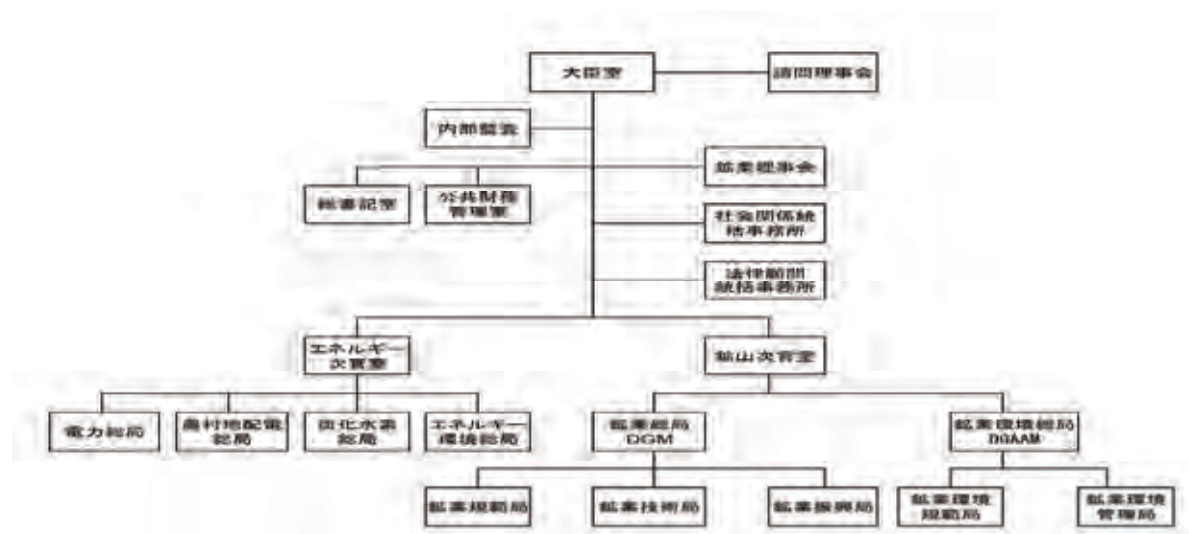 大臣室
諮問理事会
内部監査
鉱業理事会
総書記室
公共財務
管理室
社会関係統
括事務所
法律顧問
統括事務所
エネルギー
次官室
鉱山次官室
電力総局
農村地配電
総局
炭化水素
総局
エネルギー
環境総局
鉱業総局
DGM
鉱業環境総局
DGAAM
鉱業規範局
鉱業技術局
鉱業振興局
鉱業環境
規範局
鉱業環境
管理局